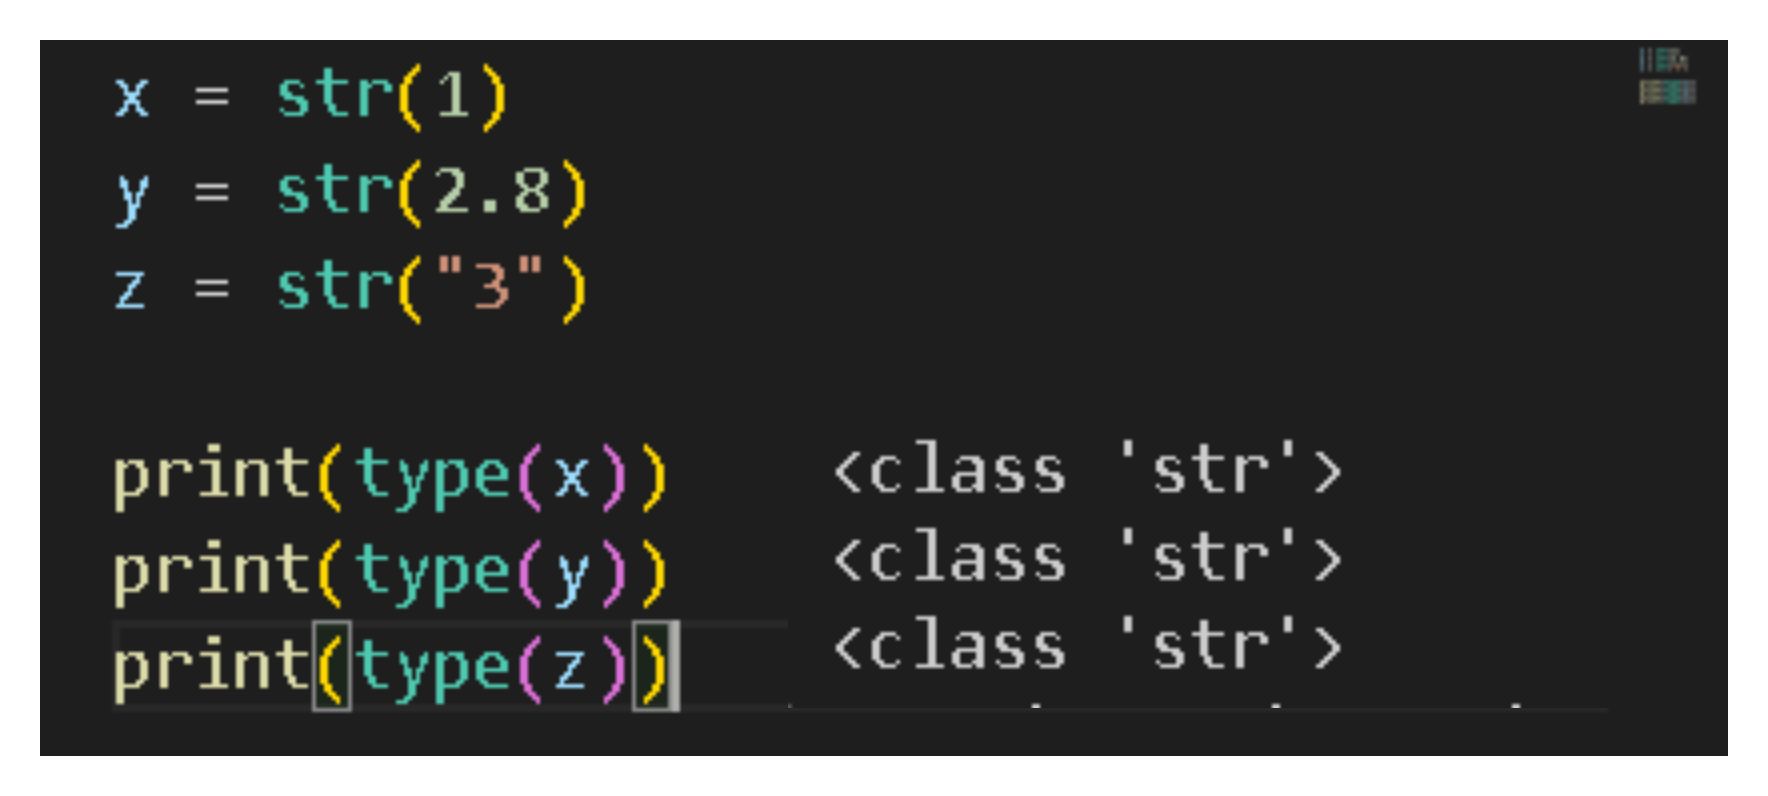 x = str(1)
y = str(2.8)
z = str("3")
print(type(x))
print(type(y))
print(type(z))
<class 'str'>
<class 'str'>
<class 'str'>